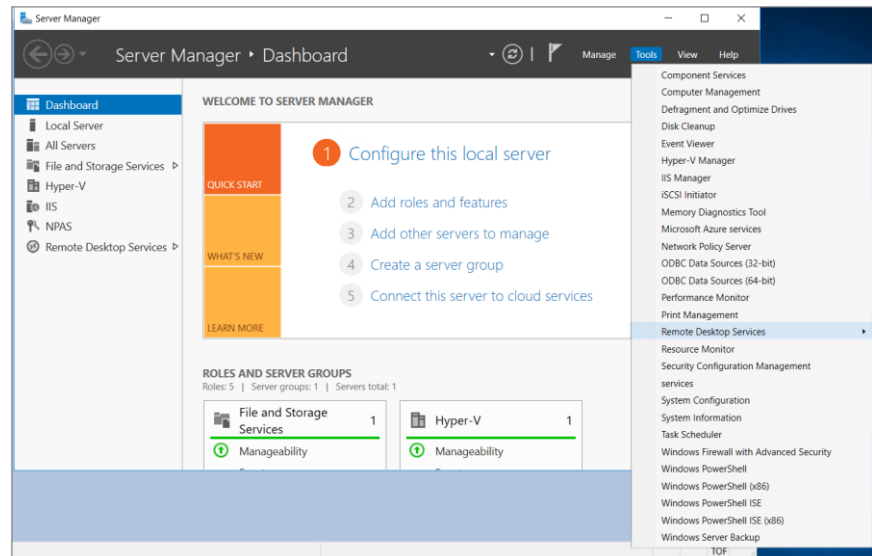 Server Manager
Server Manager • Dashboard
Manage
Tools
View
Help
Dashboard
Local Server
All Servers
File and Storage Services
Hyper-V
IIS
NPAS
Remote Desktop Services
WELCOME TO SERVER MANAGER
QUICK START
WHAT'S NEW
LEARN MORE
1 Configure this local server
2 Add roles and features
3 Add other servers to manage
4 Create a server group
5 Connect this server to cloud services
ROLES AND SERVER GROUPS
Roles: 5 | Server groups: 1 | Servers total: 1
File and Storage
Services
1
Manageability
Hyper-V
1
Manageability
Component Services
Computer Management
Defragment and Optimize Drives
Disk Cleanup
Event Viewer
Hyper-V Manager
IIS Manager
iSCSI Initiator
Memory Diagnostics Tool
Microsoft Azure services
Network Policy Server
ODBC Data Sources (32-bit)
ODBC Data Sources (64-bit)
Performance Monitor
Print Management
Remote Desktop Services
Resource Monitor
Security Configuration Management
services
System Configuration
System Information
Task Scheduler
Windows Firewall with Advanced Security
Windows PowerShell
Windows PowerShell (x86)
Windows PowerShell ISE
Windows PowerShell ISE (x86)
Windows Server Backup
TOF